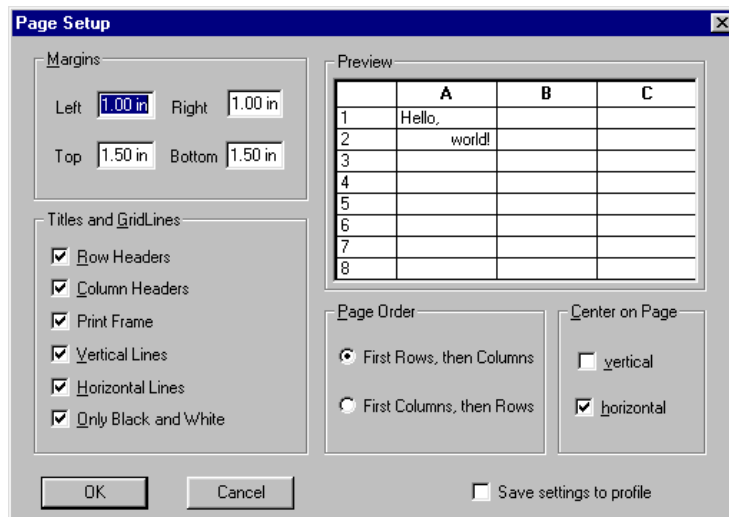 Page Setup
Margins
Left 1.00 in Right 1.00 in
Top 1.50 in Bottom 1.50 in
Titles and GridLines
Row Headers
Column Headers
Print Frame
Vertical Lines
Horizontal Lines
Only Black and White
Preview
A B C
1 Hello,
2 world!
3
4
5
6
7
8
Page Order
First Rows, then Columns
First Columns, then Rows
Center on Page
vertical
horizontal
OK Cancel Save settings to profile